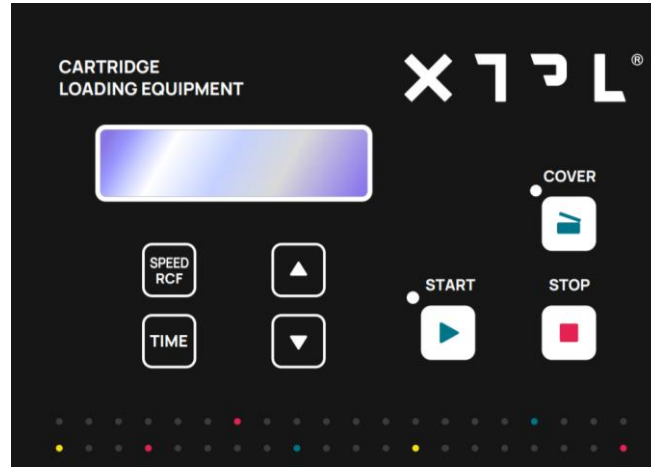 CARTRIDGE
LOADING EQUIPMENT
XTPL®
COVER
SPEED
RCF
START
STOP
TIME